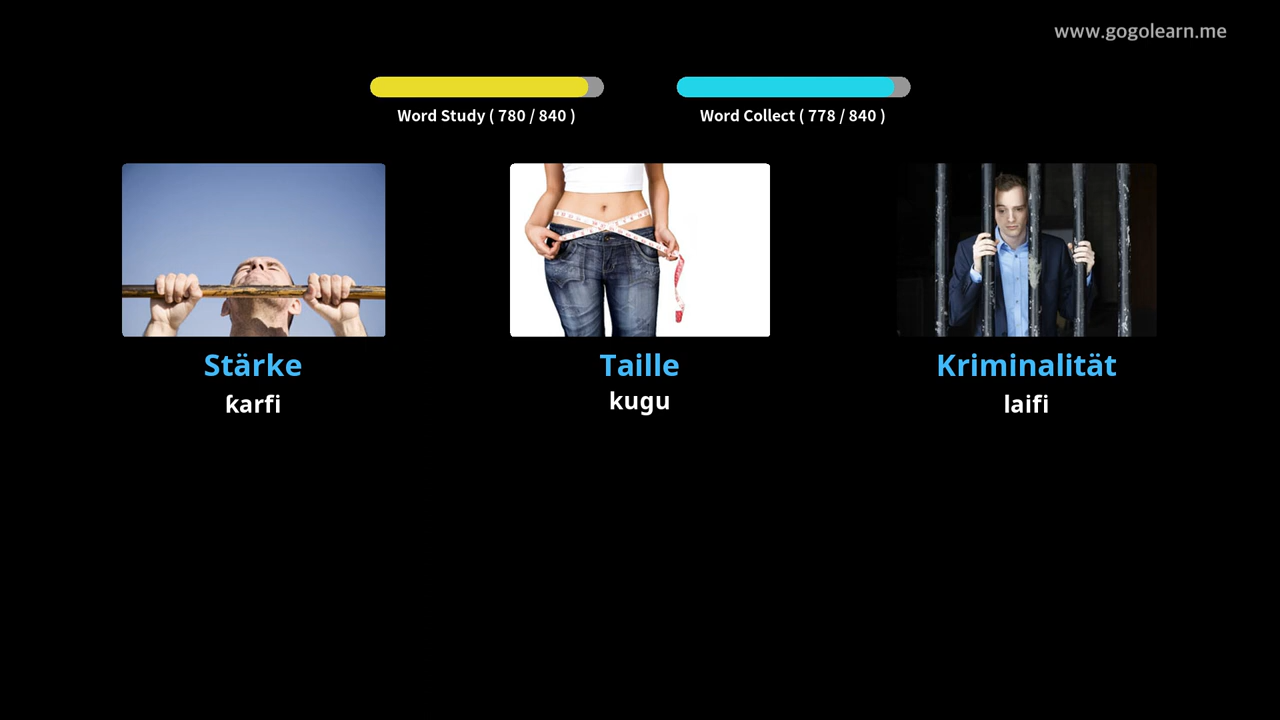 www.gogolearn.me
Word Study ( 780 / 840 )
Word Collect ( 778 / 840 )
Stärke
ƙarfi
Taille
kugu
Kriminalität
laifi